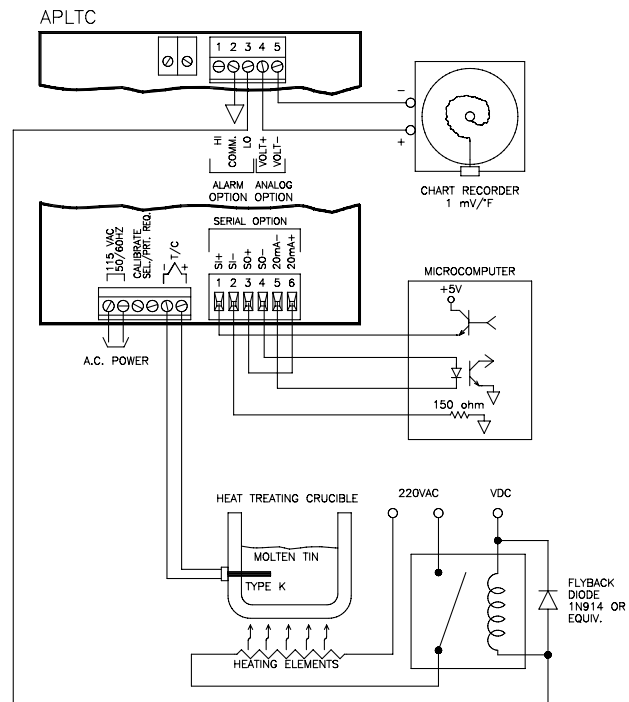 APLTC
1 2 3 4 5
HI
COMM.
LO
VOLT+
VOLT-
ALARM
OPTION
ANALOG
OPTION
−
+
CHART RECORDER
1 mV/°F
115 VAC
50/60HZ
CALIBRATE
SEL./PRT. REQ.
- T/C +
SERIAL OPTION
SI+
SI-
SO+
SO-
20mA-
20mA+
1 2 3 4 5 6
A.C. POWER
MICROCOMPUTER
+5V
150 ohm
HEAT TREATING CRUCIBLE
MOLTEN TIN
TYPE K
HEATING ELEMENTS
220VAC
VDC
FLYBACK
DIODE
1N914 OR
EQUIV.